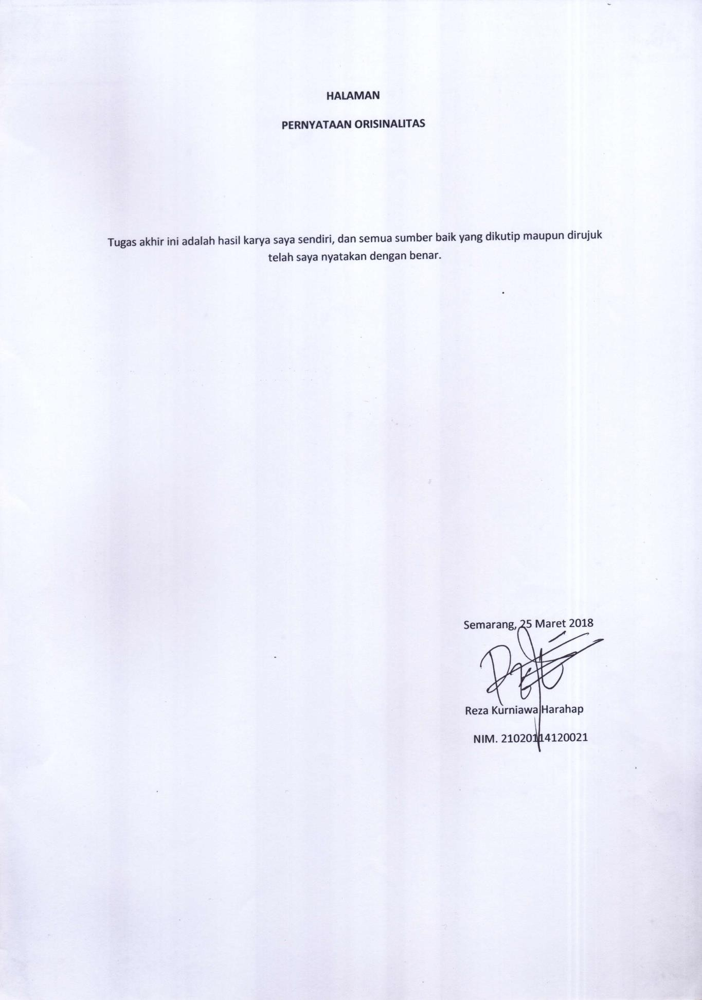 HALAMAN
PERNYATAAN ORISINALITAS
Tugas akhir ini adalah hasil karya saya sendiri, dan semua sumber baik yang dikutip maupun dirujuk
telah saya nyatakan dengan benar.
Semarang, 25 Maret 2018
Reza Kurniawa Harahap
NIM. 21020114120021